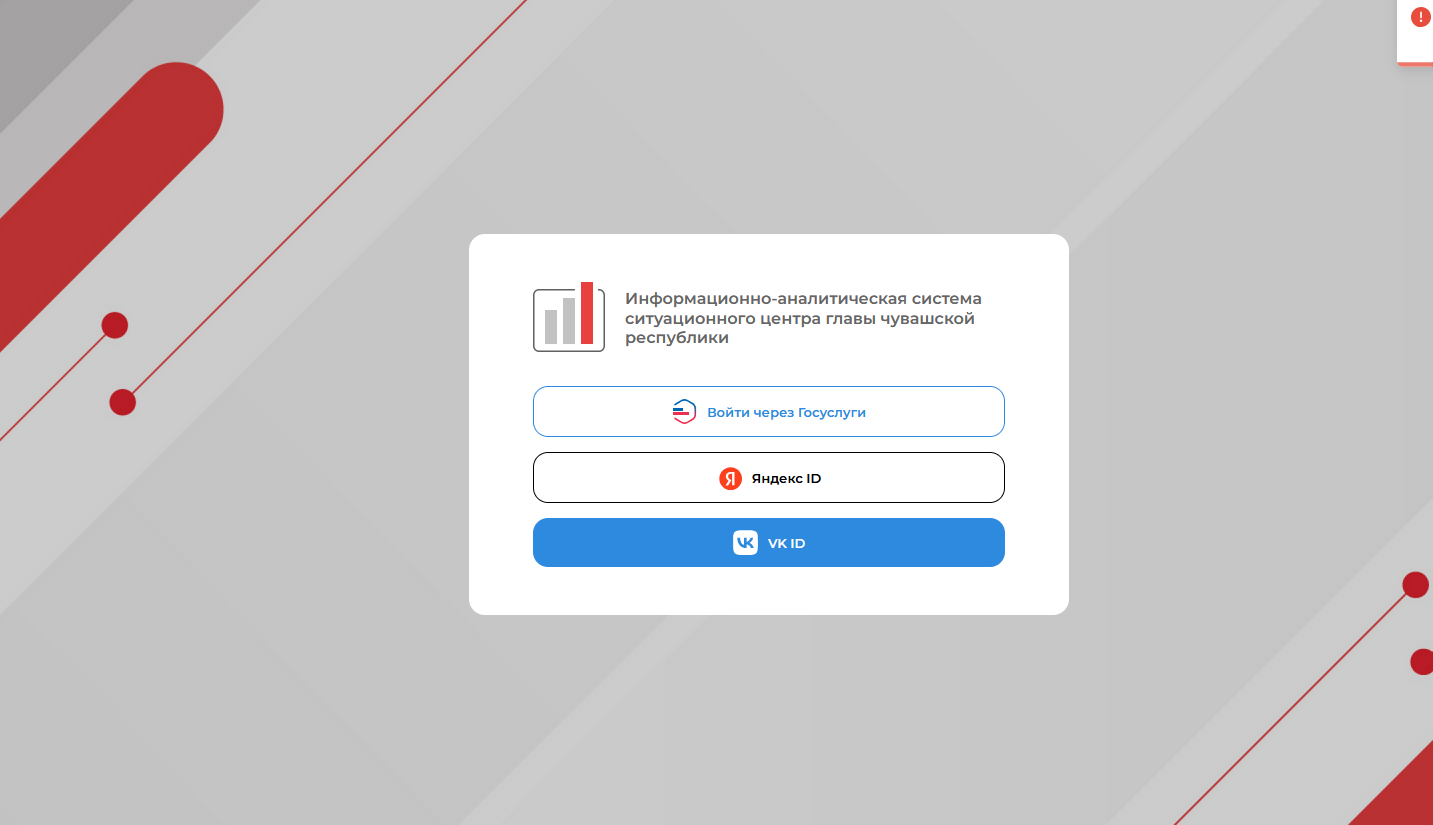 Информационно-аналитическая система
ситуационного центра главы чувашской
республики
Войти через Госуслуги
Яндекс ID
VK ID